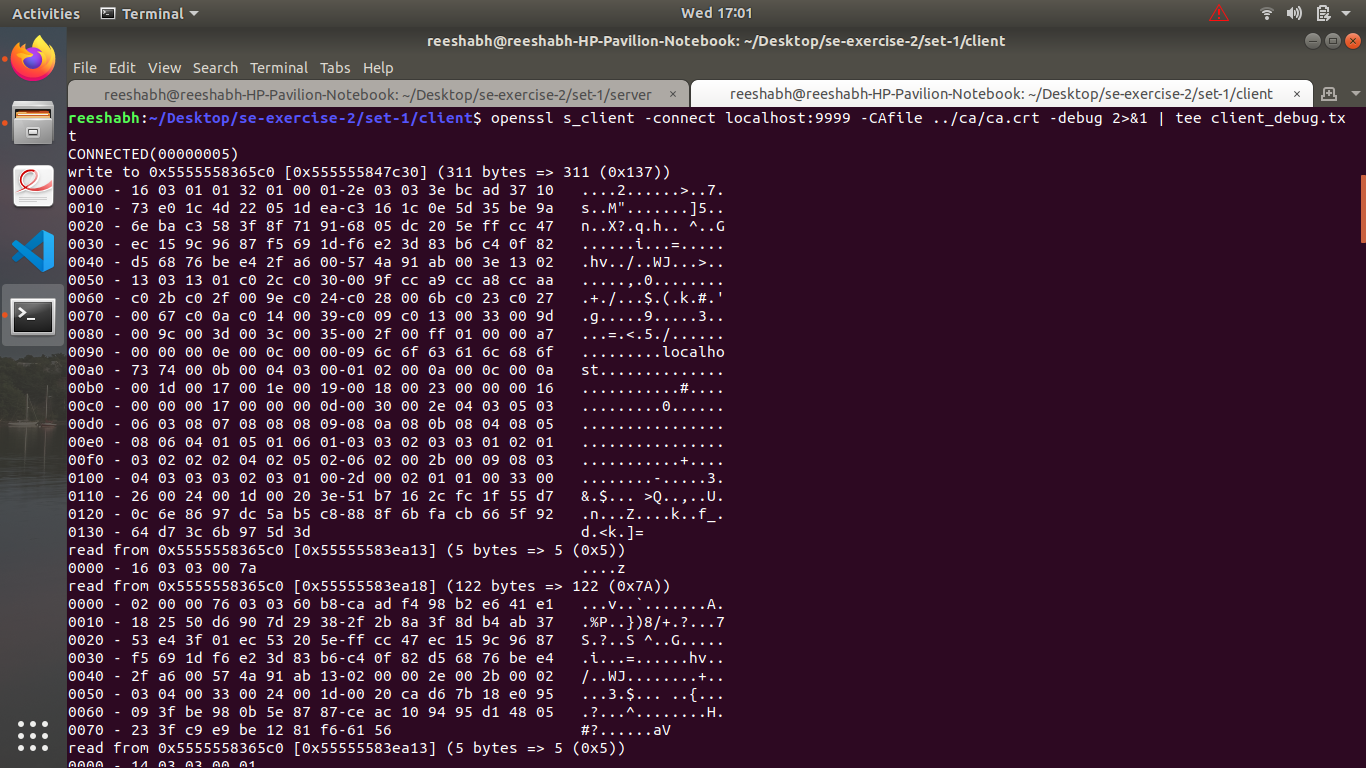 Activities
Terminal
Wed 17:01
reeshabh@reeshabh-HP-Pavilion-Notebook: ~/Desktop/se-exercise-2/set-1/client
File Edit View Search Terminal Tabs Help
reeshabh@reeshabh-HP-Pavilion-Notebook: ~/Desktop/se-exercise-2/set-1/server ×
reeshabh@reeshabh-HP-Pavilion-Notebook: ~/Desktop/se-exercise-2/set-1/client ×
reeshabh:~/Desktop/se-exercise-2/set-1/client$ openssl s_client -connect localhost:9999 -CAfile ../ca/ca.crt -debug 2>&1 | tee client_debug.tx
t
CONNECTED(00000005)
write to 0x5555558365c0 [0x555555847c30] (311 bytes => 311 (0x137))
0000 - 16 03 01 01 32 01 00 01-2e 03 03 3e bc ad 37 10   ....2......>..7.
0010 - 73 e0 1c 4d 22 05 1d ea-c3 16 1c 0e 5d 35 be 9a   s..M".......]5..
0020 - 6e ba c3 58 3f 8f 71 91-68 05 dc 20 5e ff cc 47   n..X?.q.h.. ^..G
0030 - ec 15 9c 96 87 f5 69 1d-f6 e2 3d 83 b6 c4 0f 82   ......i...=.....
0040 - d5 68 76 be e4 2f a6 00-57 4a 91 ab 00 3e 13 02   .hv../..WJ...>..
0050 - 13 03 13 01 c0 2c c0 30-00 9f cc a9 cc a8 cc aa   .....,.0........
0060 - c0 2b c0 2f 00 9e c0 24-c0 28 00 6b c0 23 c0 27   .+./...$.(.k.#.'
0070 - 00 67 c0 0a c0 14 00 39-c0 09 c0 13 00 33 00 9d   .g.....9.....3..
0080 - 00 9c 00 3d 00 3c 00 35-00 2f 00 ff 01 00 00 a7   ...=.<.5./......
0090 - 00 00 00 0e 00 0c 00 00-09 6c 6f 63 61 6c 68 6f   .........localho
00a0 - 73 74 00 0b 00 04 03 00-01 02 00 0a 00 0c 00 0a   st..............
00b0 - 00 1d 00 17 00 1e 00 19-00 18 00 23 00 00 00 16   ...........#....
00c0 - 00 00 00 17 00 00 00 0d-00 30 00 2e 04 03 05 03   .........0......
00d0 - 06 03 08 07 08 08 08 09-08 0a 08 0b 08 04 08 05   ................
00e0 - 08 06 04 01 05 01 06 01-03 03 02 03 03 01 02 01   ................
00f0 - 03 02 02 02 04 02 05 02-06 02 00 2b 00 09 08 03   ...........+....
0100 - 04 03 03 03 02 03 01 00-2d 00 02 01 01 00 33 00   ........-.....3.
0110 - 26 00 24 00 1d 00 20 3e-51 b7 16 2c fc 1f 55 d7   &.$... >Q..,..U.
0120 - 0c 6e 86 97 dc 5a b5 c8-88 8f 6b fa cb 66 5f 92   .n...Z....k..f_.
0130 - 64 d7 3c 6b 97 5d 3d   d.<k.]=
read from 0x5555558365c0 [0x55555583ea13] (5 bytes => 5 (0x5))
0000 - 16 03 03 00 7a   ....z
read from 0x5555558365c0 [0x55555583ea18] (122 bytes => 122 (0x7A))
0000 - 02 00 00 76 03 03 60 b8-ca ad f4 98 b2 e6 41 e1   ...v..`.......A.
0010 - 18 25 50 d6 90 7d 29 38-2f 2b 8a 3f 8d b4 ab 37   .%P..})8/+.?...7
0020 - 53 e4 3f 01 ec 53 20 5e-ff cc 47 ec 15 9c 96 87   S.?..S ^..G.....
0030 - f5 69 1d f6 e2 3d 83 b6-c4 0f 82 d5 68 76 be e4   .i...=......hv..
0040 - 2f a6 00 57 4a 91 ab 13-02 00 00 2e 00 2b 00 02   /..WJ........+..
0050 - 03 04 00 33 00 24 00 1d-00 20 ca d6 7b 18 e0 95   ...3.$... ..{...
0060 - 09 3f be 98 0b 5e 87 87-ce ac 10 94 95 d1 48 05   .?...^........H.
0070 - 23 3f c9 e9 be 12 81 f6-61 56   #?......aV
read from 0x5555558365c0 [0x55555583ea13] (5 bytes => 5 (0x5))
0000 - 14 03 03 00 01